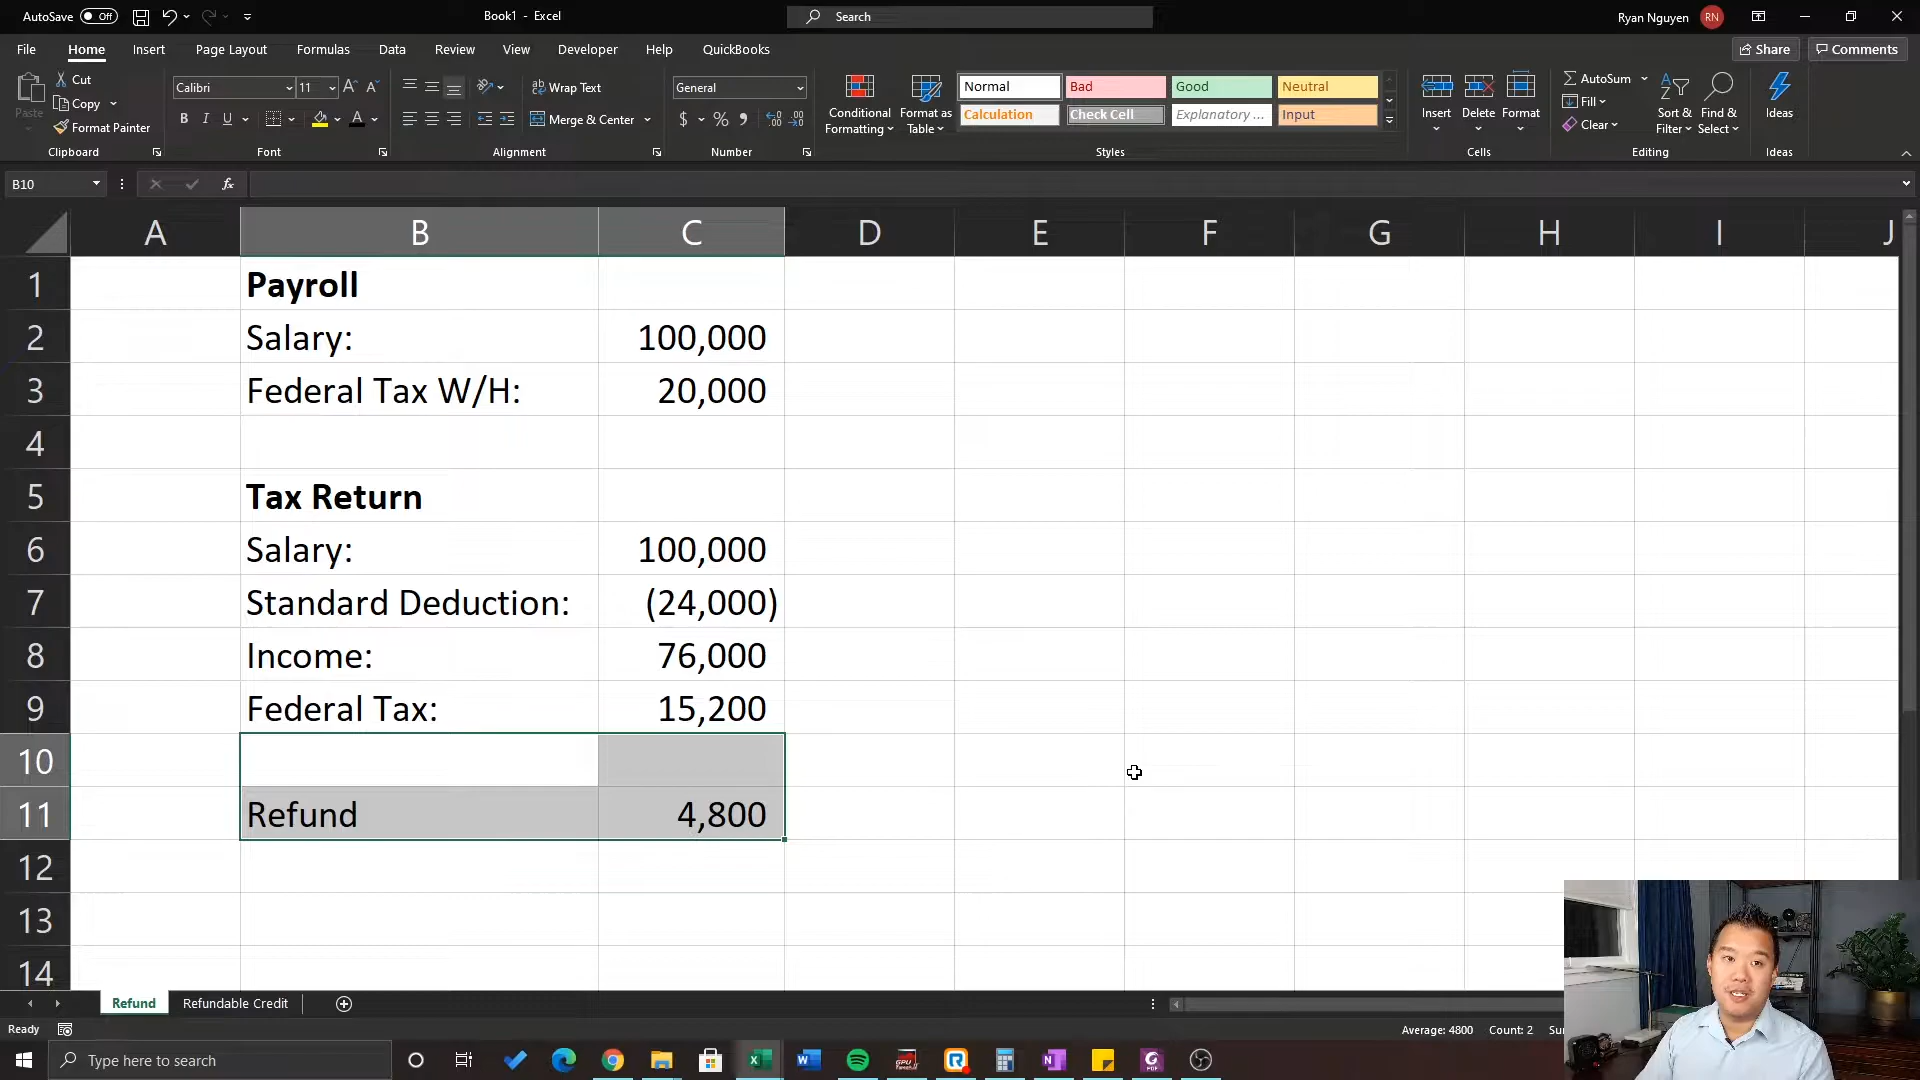 AutoSave Off Book1 - Excel Search Ryan Nguyen RN
File Home Insert Page Layout Formulas Data Review View Developer Help QuickBooks Share Comments
Paste Cut Copy Format Painter Clipboard
Calibri 11 B I U A Font
Wrap Text Merge & Center Alignment
General $ % Number
Conditional Formatting Format as Table
Normal Bad Good Neutral
Calculation Check Cell Explanatory ... Input
Styles
Insert Delete Format Cells
AutoSum Fill Clear Sort & Filter Find & Select Editing
Ideas Ideas
B10 fx
A B C D E F G H I J
1 Payroll
2 Salary: 100,000
3 Federal Tax W/H: 20,000
4
5 Tax Return
6 Salary: 100,000
7 Standard Deduction: (24,000)
8 Income: 76,000
9 Federal Tax: 15,200
10
11 Refund 4,800
12
13
14
Refund Refundable Credit
Ready Average: 4800 Count: 2
Type here to search